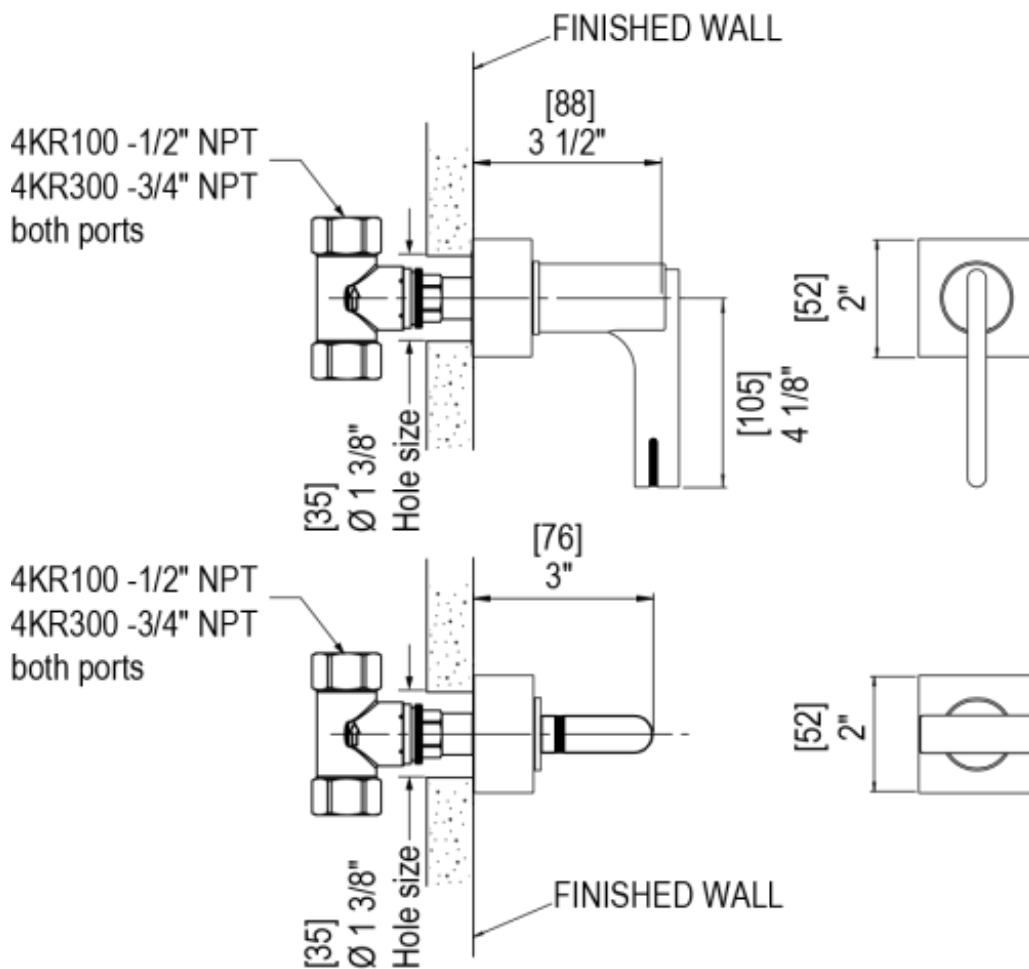 FINISHED WALL
[88]
3 1/2"
4KR100 -1/2" NPT
4KR300 -3/4" NPT
both ports
[52]
2"
[105]
4 1/8"
[35]
Ø 1 3/8"
Hole size
[76]
3"
4KR100 -1/2" NPT
4KR300 -3/4" NPT
both ports
[52]
2"
[35]
Ø 1 3/8"
Hole size
FINISHED WALL